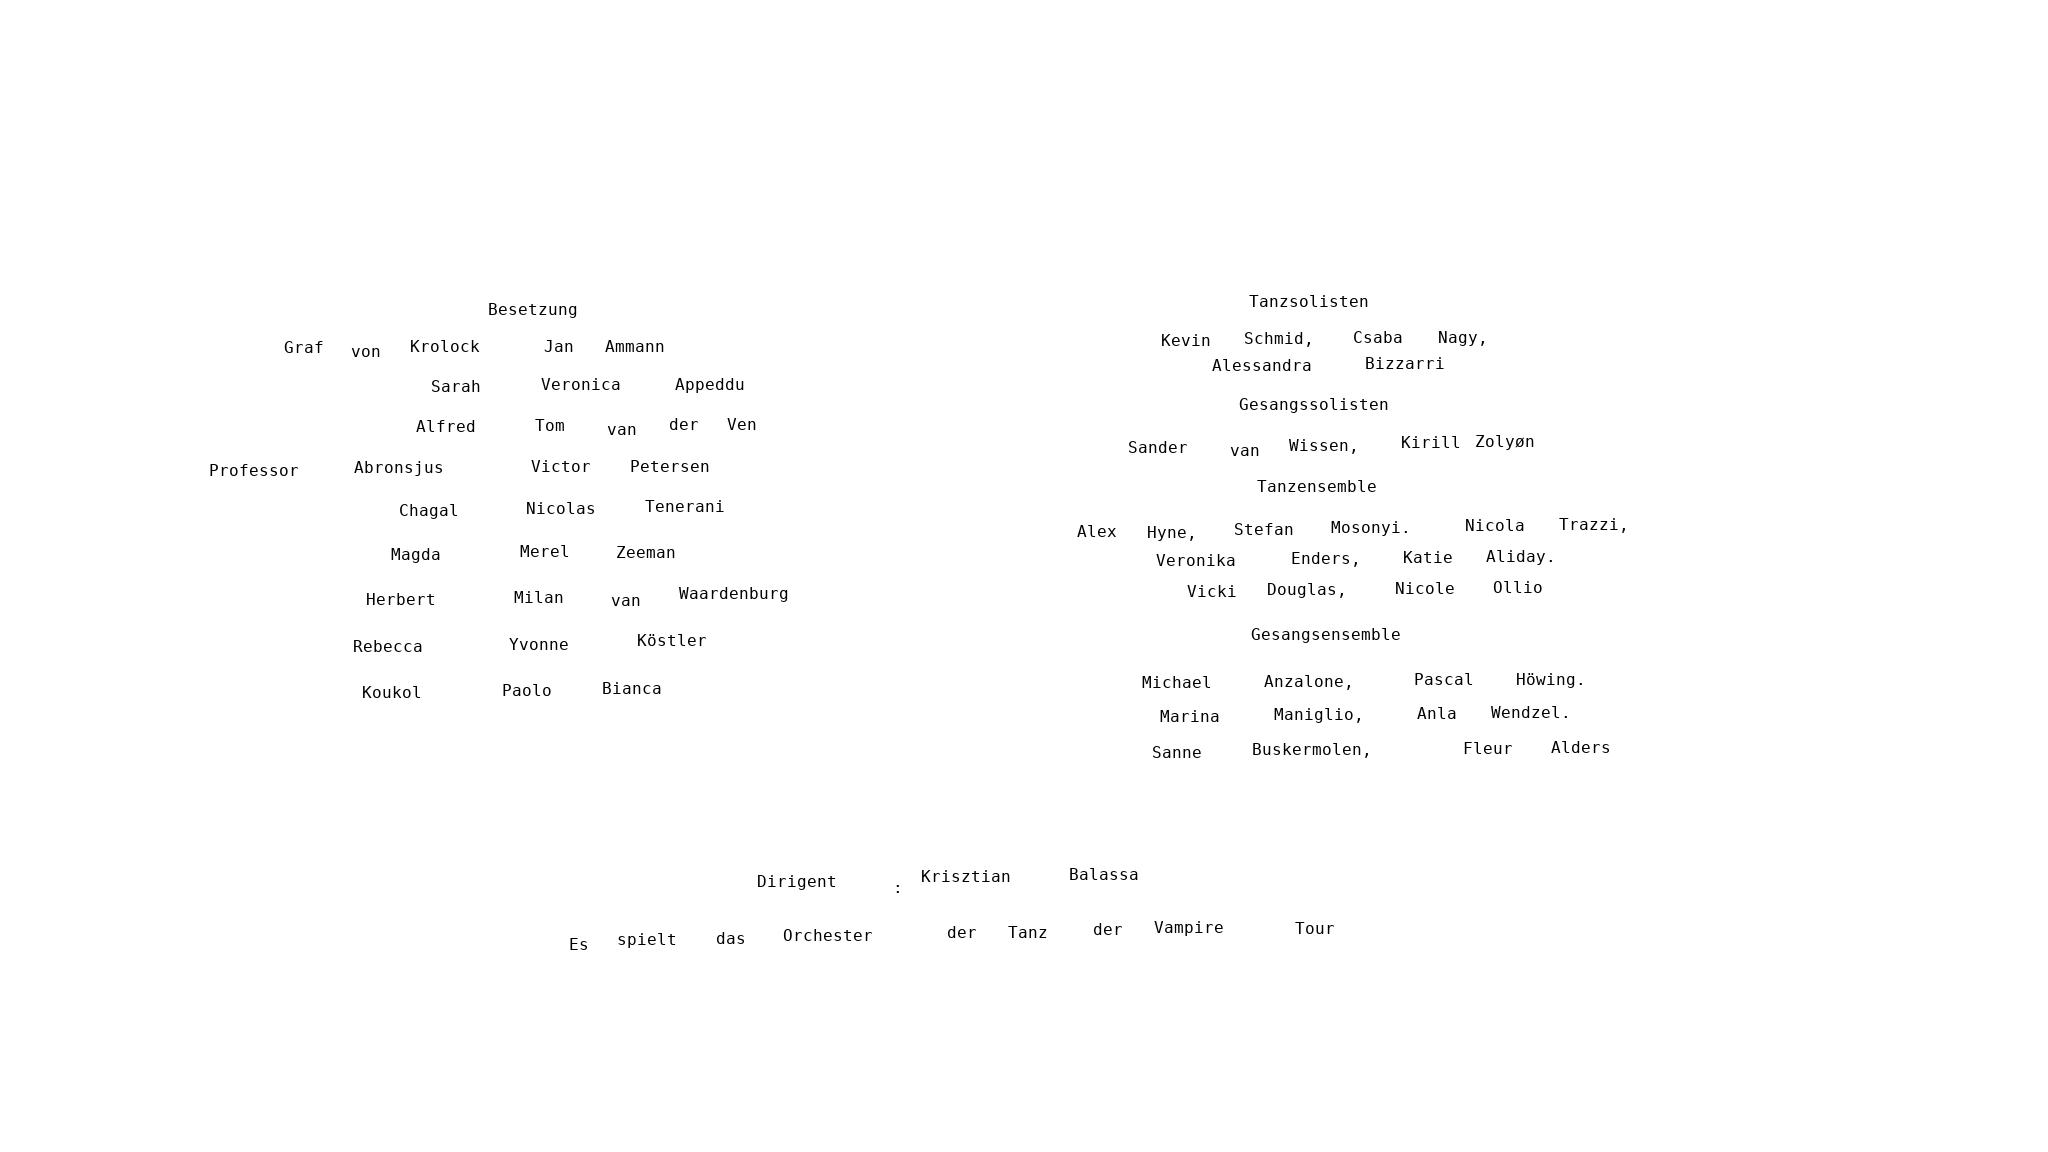 Besetzung
Graf von Krolock Jan Ammann
Sarah Veronica Appeddu
Alfred Tom van der Ven
Professor Abronsjus Victor Petersen
Chagal Nicolas Tenerani
Magda Merel Zeeman
Herbert Milan van Waardenburg
Rebecca Yvonne Köstler
Koukol Paolo Bianca
Tanzsolisten
Kevin Schmid, Csaba Nagy,
Alessandra Bizzarri
Gesangssolisten
Sander van Wissen, Kirill Zolyøn
Tanzensemble
Alex Hyne, Stefan Mosonyi. Nicola Trazzi,
Veronika Enders, Katie Aliday.
Vicki Douglas, Nicole Ollio
Gesangsensemble
Michael Anzalone, Pascal Höwing.
Marina Maniglio, Anla Wendzel.
Sanne Buskermolen, Fleur Alders
Dirigent : Krisztian Balassa
Es spielt das Orchester der Tanz der Vampire Tour